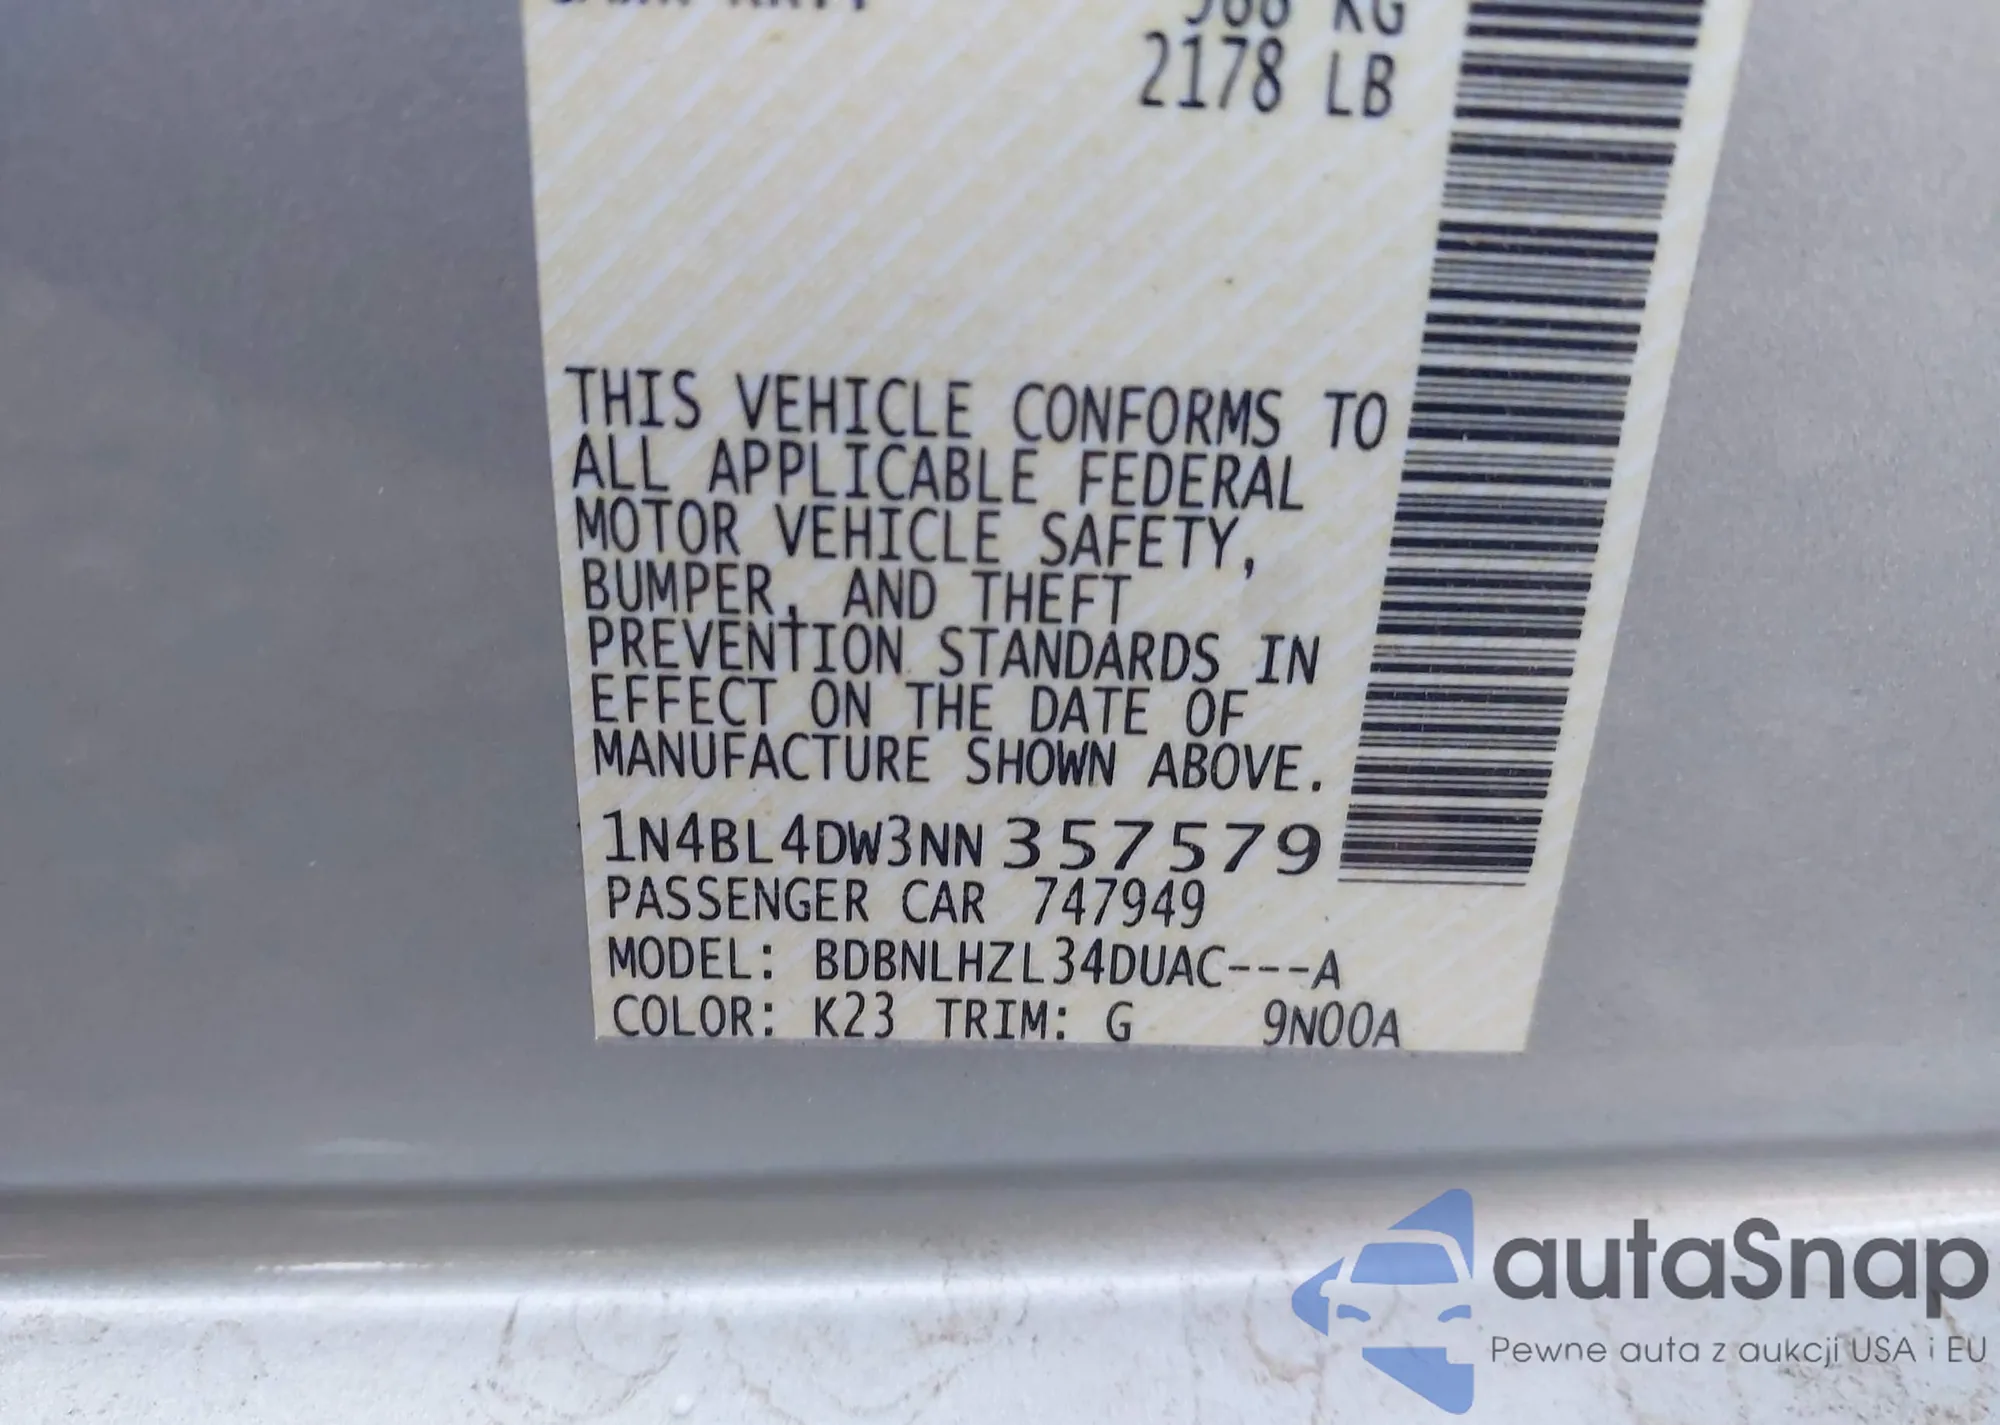 KG
2178 LB
THIS VEHICLE CONFORMS TO
ALL APPLICABLE FEDERAL
MOTOR VEHICLE SAFETY,
BUMPER, AND THEFT
PREVENTION STANDARDS IN
EFFECT ON THE DATE OF
MANUFACTURE SHOWN ABOVE.
1N4BL4DW3NN357579
PASSENGER CAR 747949
MODEL: BDBNLHZL34DUAC---A
COLOR: K23 TRIM: G 9N00A
autaSnap
Pewne auta z aukcji USA i EU